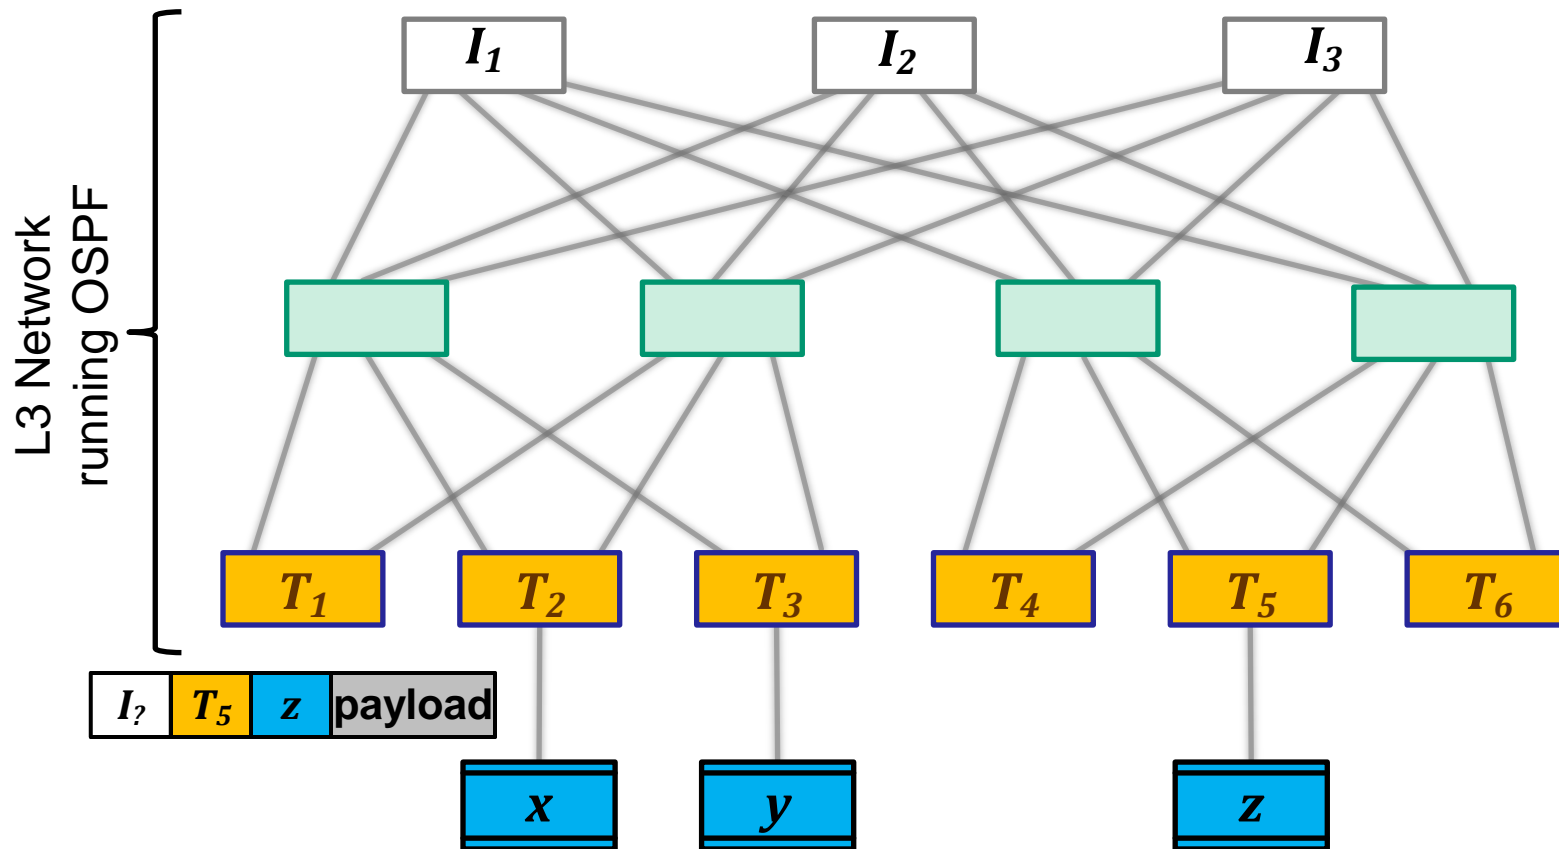 I₁
I₂
I₃
L3 Network
running OSPF
T₁
T₂
T₃
T₄
T₅
T₆
I? T₅ z payload
x
y
z